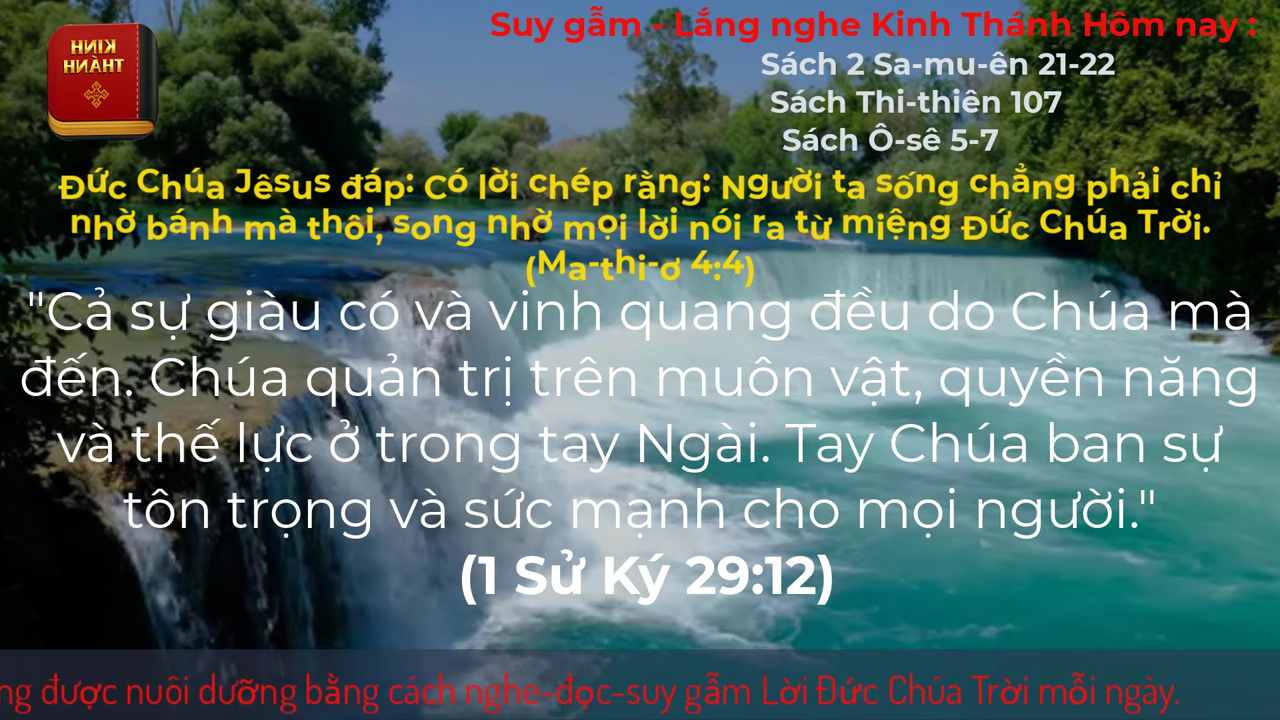 KINH
THÁNH
Suy gẫm - Lắng nghe Kinh Thánh Hôm nay :
Sách 2 Sa-mu-ên 21-22
Sách Thi-thiên 107
Sách Ô-sê 5-7
Đức Chúa Jêsus đáp: Có lời chép rằng: Người ta sống chẳng phải chỉ
nhờ bánh mà thôi, song nhờ mọi lời nói ra từ miệng Đức Chúa Trời.
(Ma-thi-ơ 4:4)
"Cả sự giàu có và vinh quang đều do Chúa mà
đến. Chúa quản trị trên muôn vật, quyền năng
và thế lực ở trong tay Ngài. Tay Chúa ban sự
tôn trọng và sức mạnh cho mọi người."
(1 Sử Ký 29:12)
ng được nuôi dưỡng bằng cách nghe-đọc-suy gẫm Lời Đức Chúa Trời mỗi ngày.